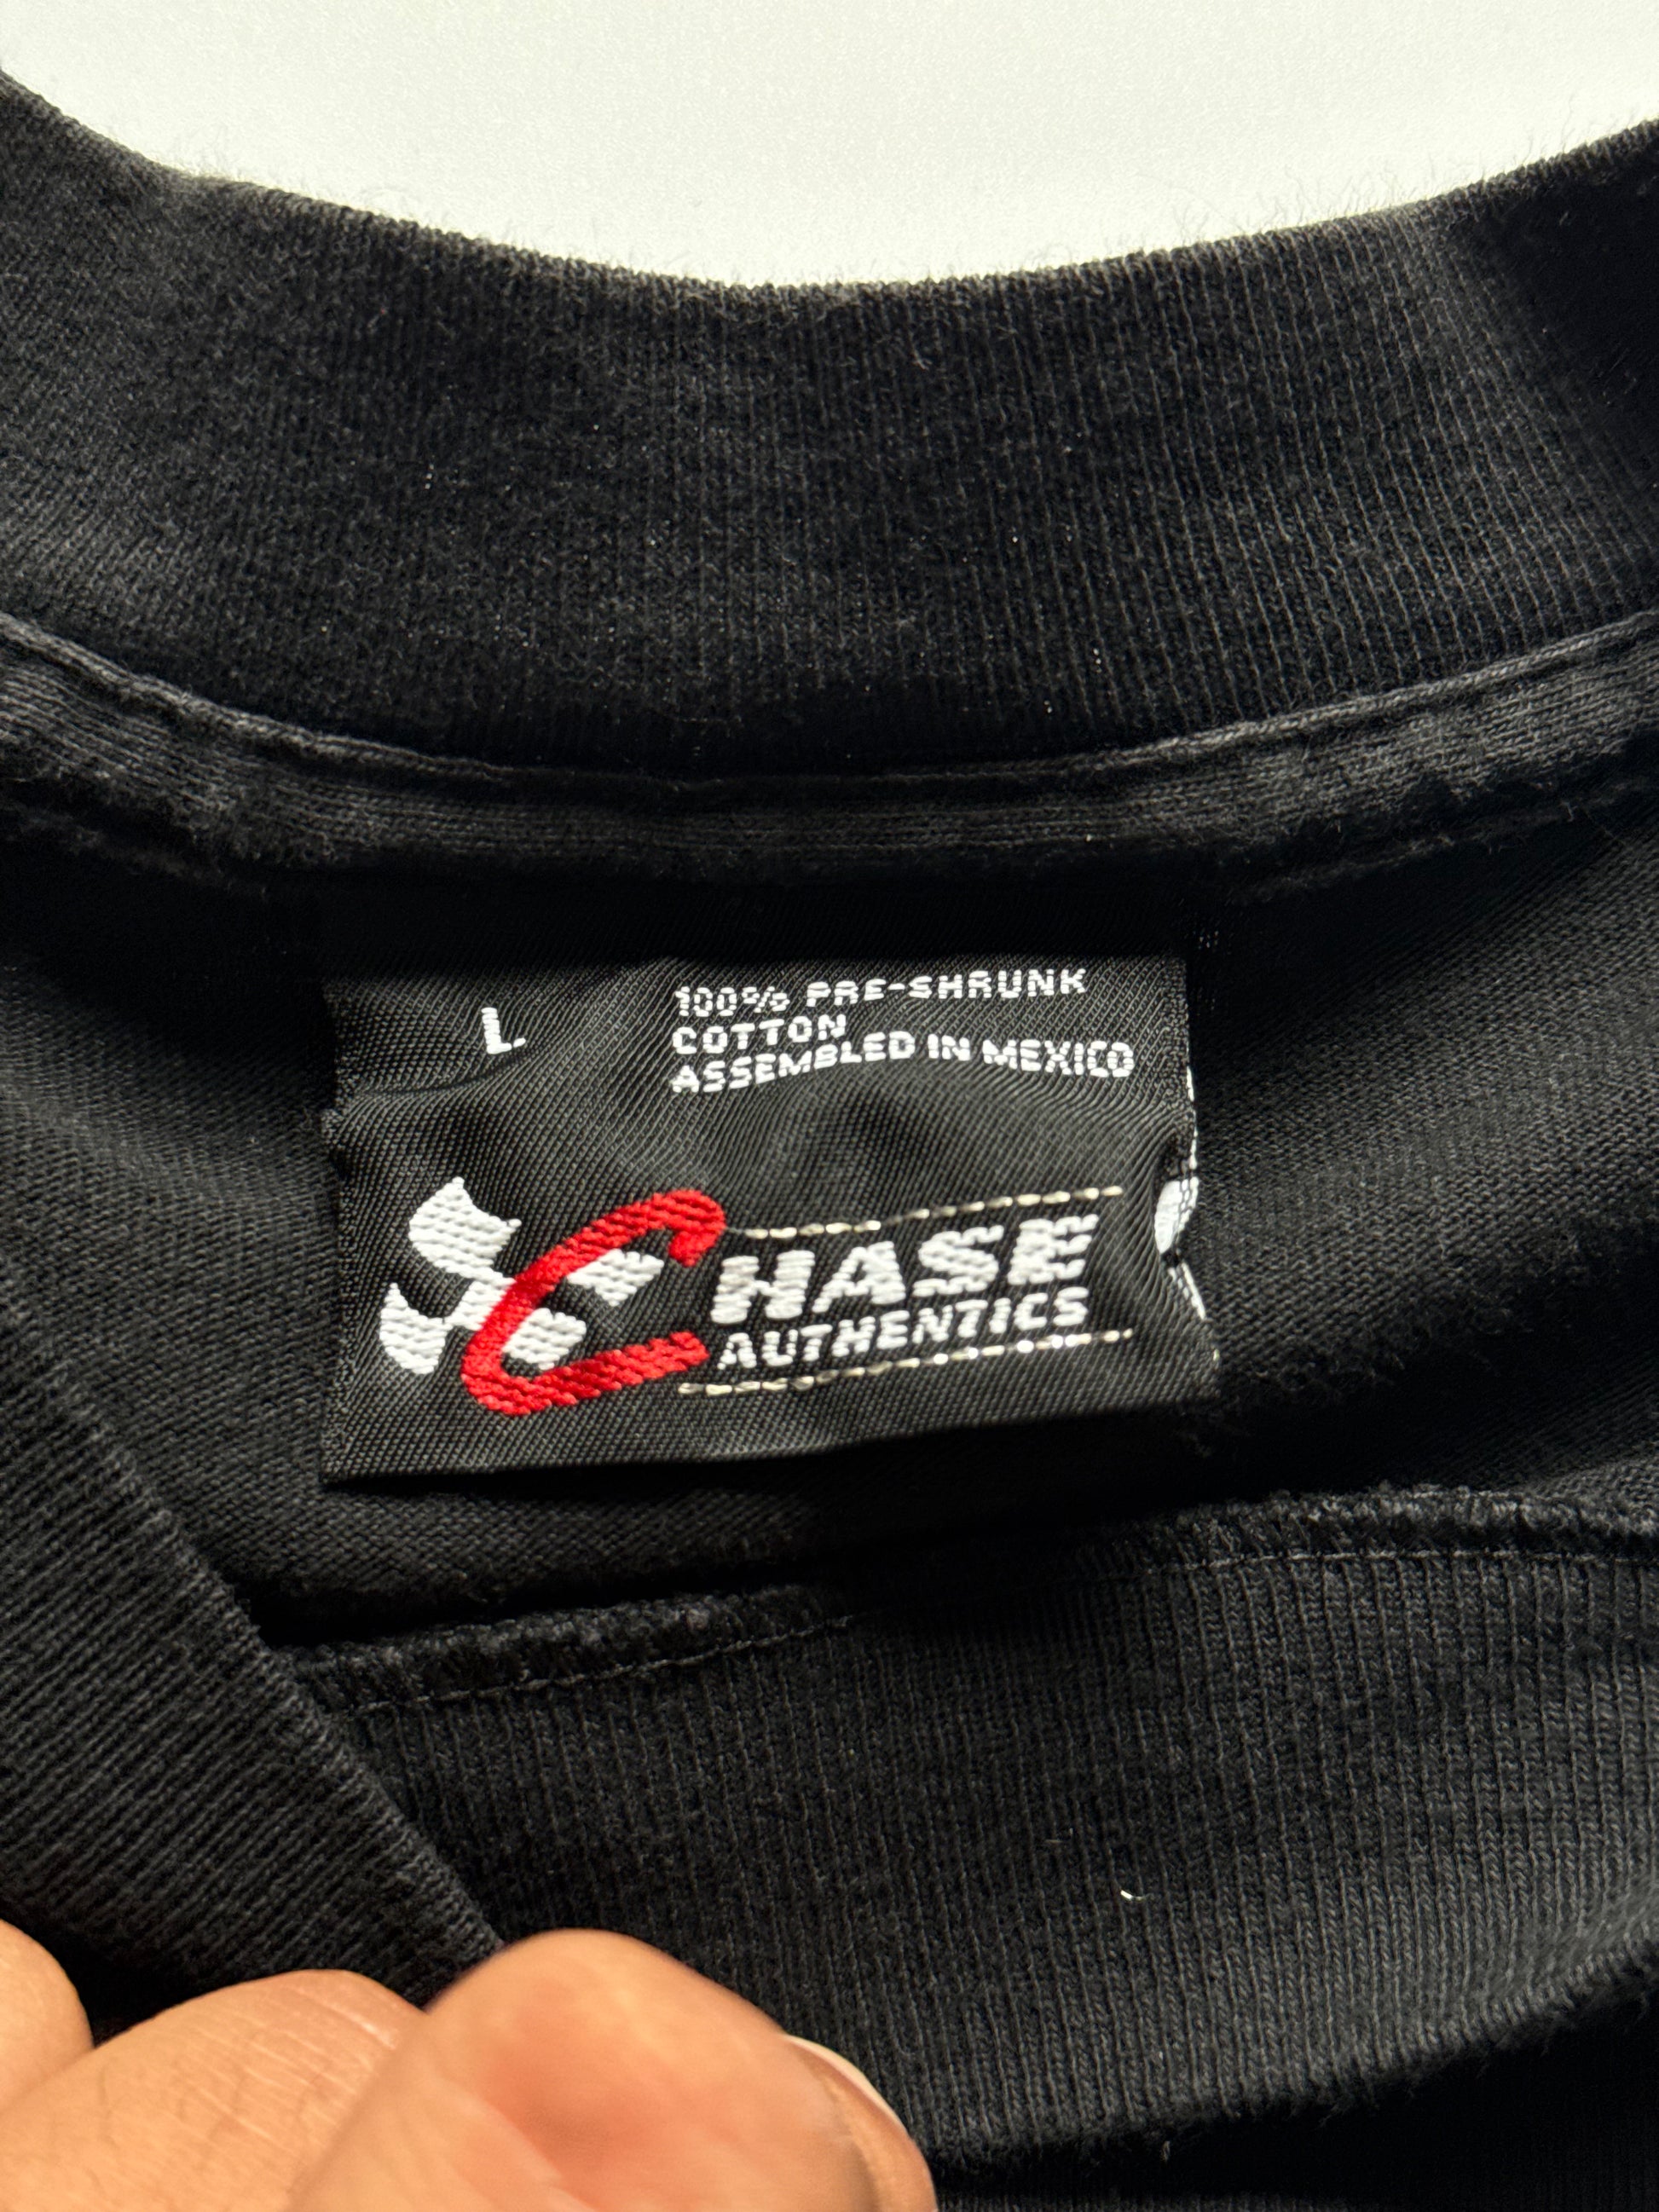 L
100% PRE-SHRUNK
COTTON
ASSEMBLED IN MEXICO
CHASE
AUTHENTICS